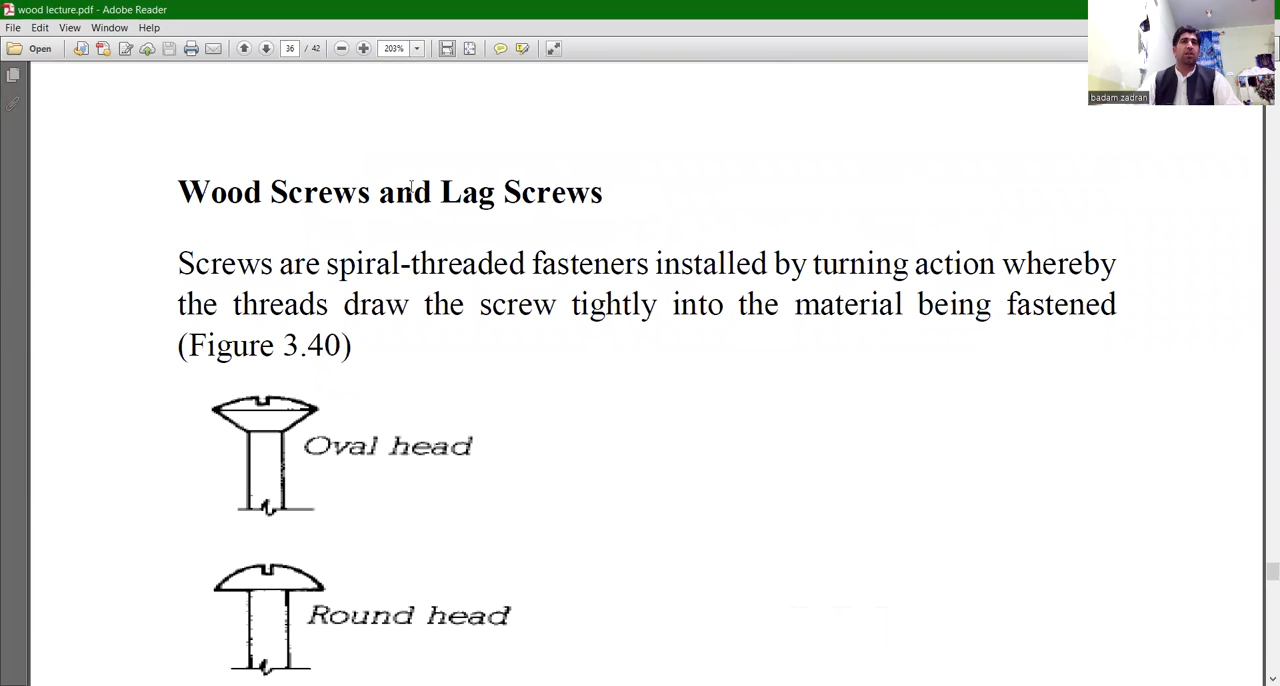 wood lecture.pdf - Adobe Reader
File Edit View Window Help
Open 36 / 42 203%
badam zadran
Wood Screws and Lag Screws
Screws are spiral-threaded fasteners installed by turning action whereby
the threads draw the screw tightly into the material being fastened
(Figure 3.40)
Oval head
Round head